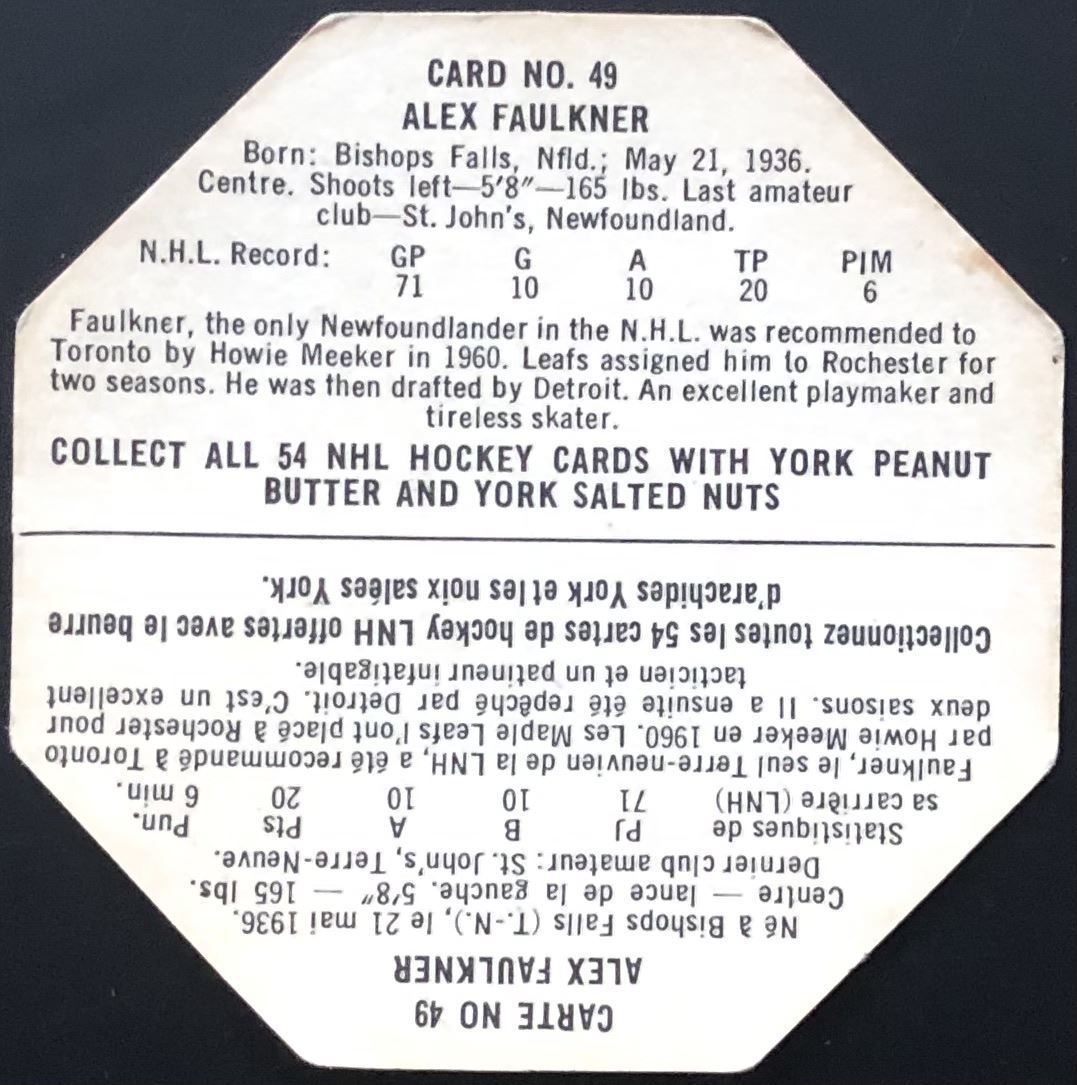 CARD NO. 49
ALEX FAULKNER
Born: Bishops Falls, Nfld.; May 21, 1936.
Centre. Shoots left—5'8"—165 lbs. Last amateur
club—St. John's, Newfoundland.
N.H.L. Record: GP G A TP PIM
71 10 10 20 6
Faulkner, the only Newfoundlander in the N.H.L. was recommended to
Toronto by Howie Meeker in 1960. Leafs assigned him to Rochester for
two seasons. He was then drafted by Detroit. An excellent playmaker and
tireless skater.
COLLECT ALL 54 NHL HOCKEY CARDS WITH YORK PEANUT
BUTTER AND YORK SALTED NUTS
CARTE NO 49
ALEX FAULKNER
Né à Bishops Falls (T.-N.), le 21 mai 1936.
Centre — lance de la gauche. 5'8" — 165 lbs.
Dernier club amateur: St. John's, Terre-Neuve.
Statistiques de PJ B A Pts Pun.
sa carrière (LNH) 71 10 10 20 6 min.
Faulkner, le seul Terre-neuvien de la LNH, a été recommandé à Toronto
par Howie Meeker en 1960. Les Maple Leafs l'ont placé à Rochester pour
deux saisons. Il a ensuite été repêché par Detroit. C'est un excellent
tacticien et un patineur infatigable.
Collectionnez toutes les 54 cartes de hockey LNH offertes avec le beurre
d'arachides York et les noix salées York.